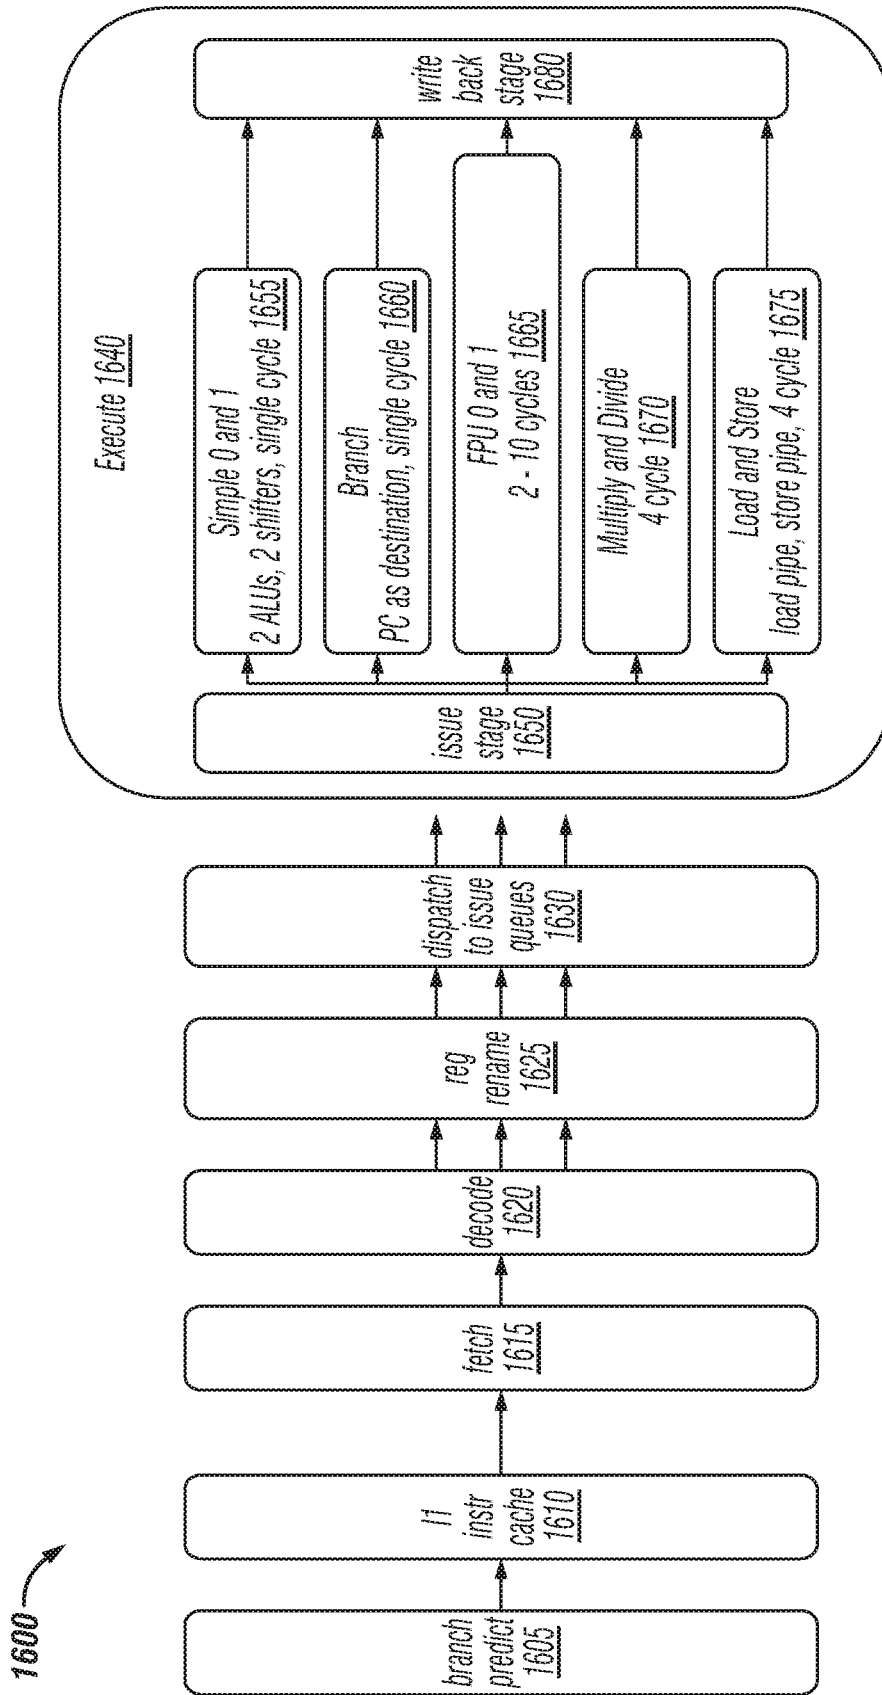 1600
branch
predict
1605
I1
instr
cache
1610
fetch
1615
decode
1620
reg
rename
1625
dispatch
to issue
queues
1630
Execute 1640
issue
stage
1650
Simple 0 and 1
2 ALUs, 2 shifters, single cycle 1655
Branch
PC as destination, single cycle 1660
FPU 0 and 1
2 - 10 cycles 1665
Multiply and Divide
4 cycle 1670
Load and Store
load pipe, store pipe, 4 cycle 1675
write
back
stage
1680